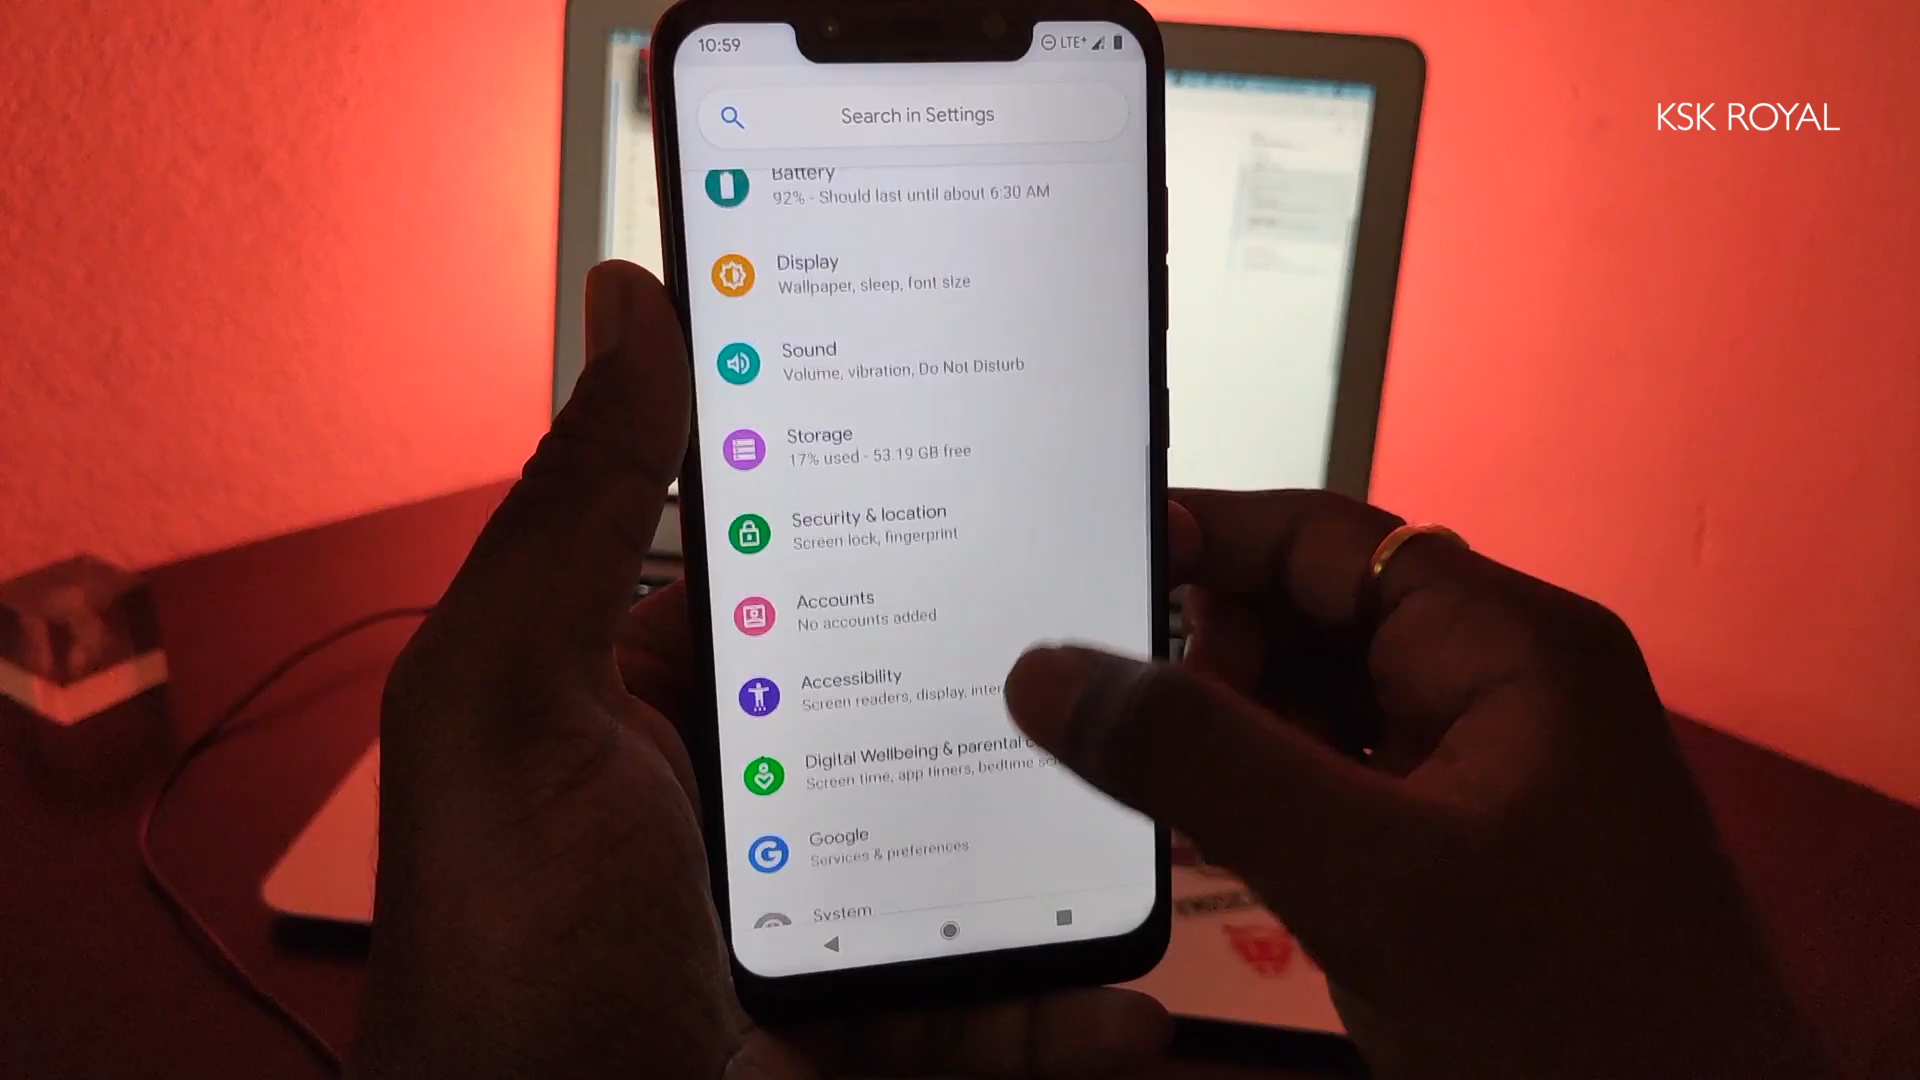 10:59
LTE+
KSK ROYAL
Search in Settings
Battery
92% - Should last until about 6:30 AM
Display
Wallpaper, sleep, font size
Sound
Volume, vibration, Do Not Disturb
Storage
17% used - 53.19 GB free
Security & location
Screen lock, fingerprint
Accounts
No accounts added
Accessibility
Screen readers, display,
Digital Wellbeing & parental
Screen time, app timers, bedtime
Google
Services & preferences
System